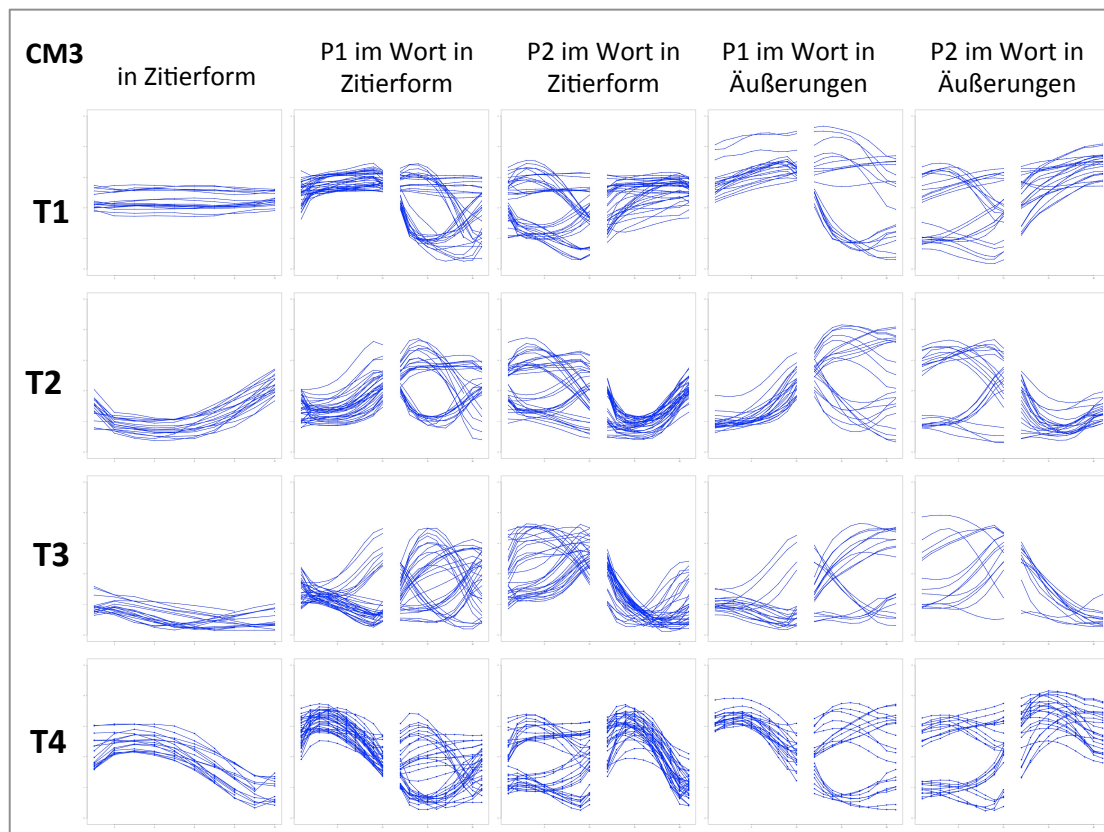 CM3
in Zitierform
P1 im Wort in
Zitierform
P2 im Wort in
Zitierform
P1 im Wort in
Äußerungen
P2 im Wort in
Äußerungen
T1
T2
T3
T4